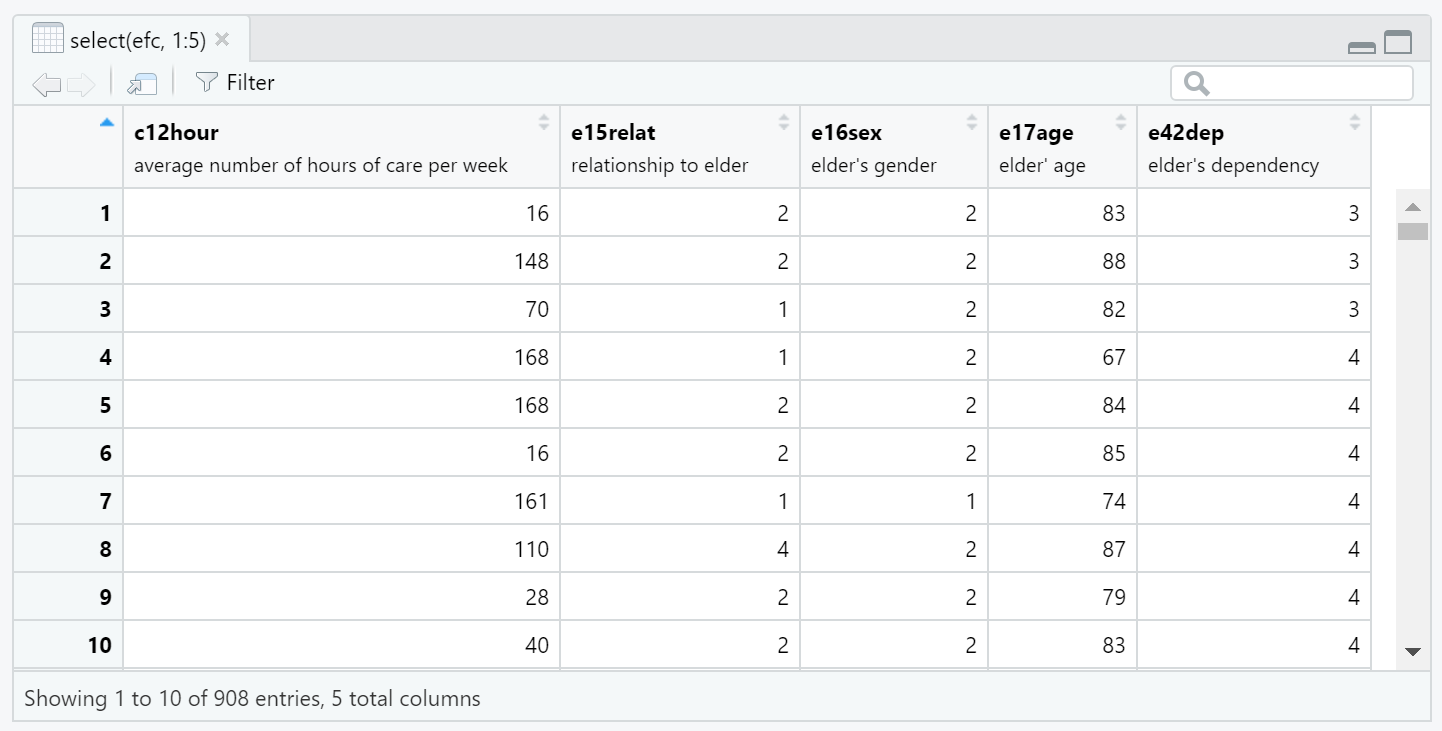 select(efc, 1:5)
Filter
c12hour e15relat e16sex e17age e42dep
average number of hours of care per week relationship to elder elder's gender elder' age elder's dependency
1 16 2 2 83 3
2 148 2 2 88 3
3 70 1 2 82 3
4 168 1 2 67 4
5 168 2 2 84 4
6 16 2 2 85 4
7 161 1 1 74 4
8 110 4 2 87 4
9 28 2 2 79 4
10 40 2 2 83 4
Showing 1 to 10 of 908 entries, 5 total columns